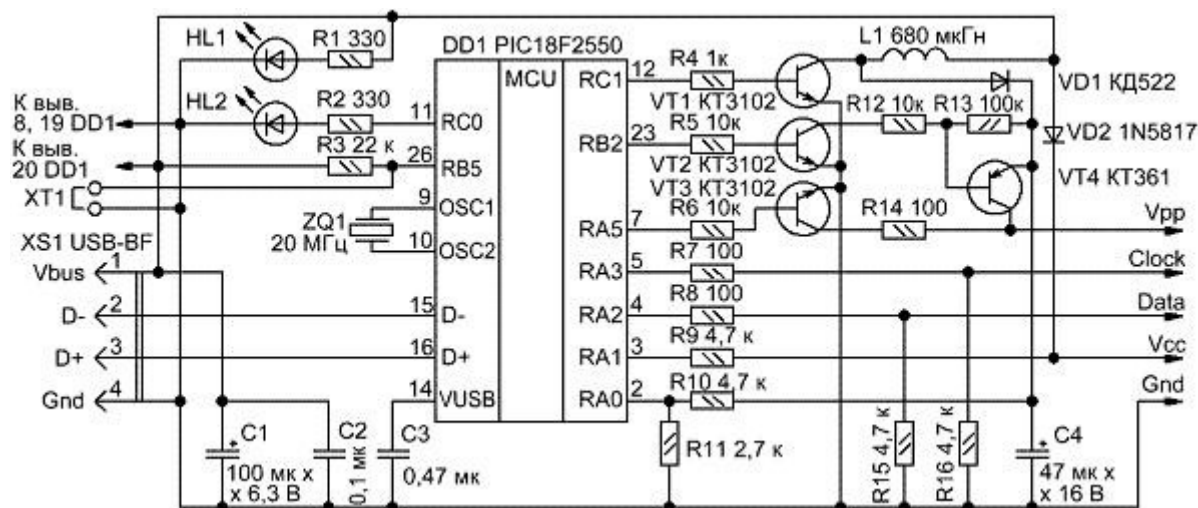 HL1
R1 330
HL2
R2 330
К выв.
8, 19 DD1
К выв.
20 DD1
R3 22 к
XT1
ZQ1
20 МГц
XS1 USB-BF
Vbus
1
D-
2
D+
3
Gnd
4
C1
100 мк х
х 6,3 В
C2
0,1 мк
C3
0,47 мк
DD1 PIC18F2550
MCU
11
RC0
26
RB5
9
OSC1
10
OSC2
15
D-
16
D+
14
VUSB
RC1
12
RB2
23
RA5
7
RA3
5
RA2
4
RA1
3
RA0
2
R4 1к
VT1 КТ3102
R5 10к
VT2 КТ3102
VT3 КТ3102
R6 10к
R7 100
R8 100
R9 4,7 к
R10 4,7 к
R11 2,7 к
L1 680 мкГн
VD1 КД522
R12 10к
R13 100к
VD2 1N5817
VT4 КТ361
R14 100
Vpp
Clock
Data
Vcc
Gnd
R15 4,7 к
R16 4,7 к
C4
47 мк х
х 16 В